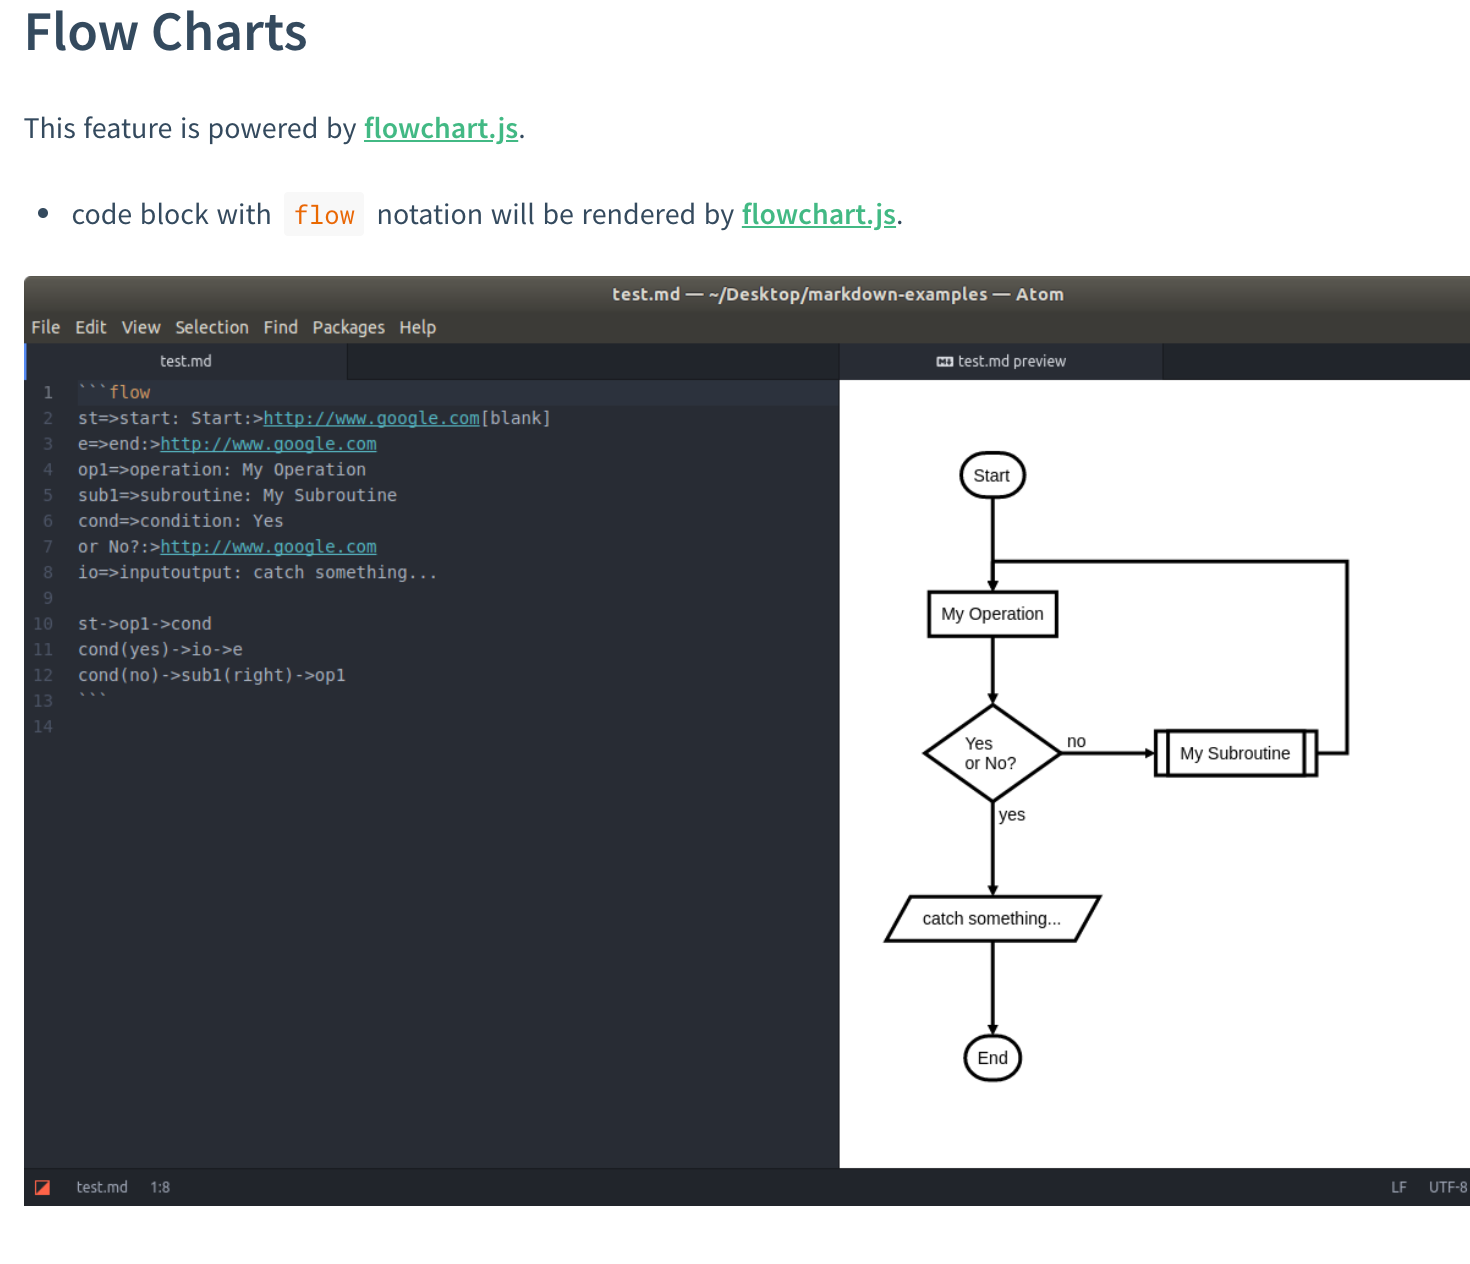 Flow Charts
This feature is powered by flowchart.js.
code block with flow notation will be rendered by flowchart.js.
test.md — ~/Desktop/markdown-examples — Atom
File Edit View Selection Find Packages Help
test.md
test.md preview
1 ```flow
2 st=>start: Start:>http://www.google.com[blank]
3 e=>end:>http://www.google.com
4 op1=>operation: My Operation
5 sub1=>subroutine: My Subroutine
6 cond=>condition: Yes
7 or No?:>http://www.google.com
8 io=>inputoutput: catch something...
9
10 st->op1->cond
11 cond(yes)->io->e
12 cond(no)->sub1(right)->op1
13 ```
14
Start
My Operation
Yes
or No?
no
My Subroutine
yes
catch something...
End
test.md 1:8
LF UTF-8